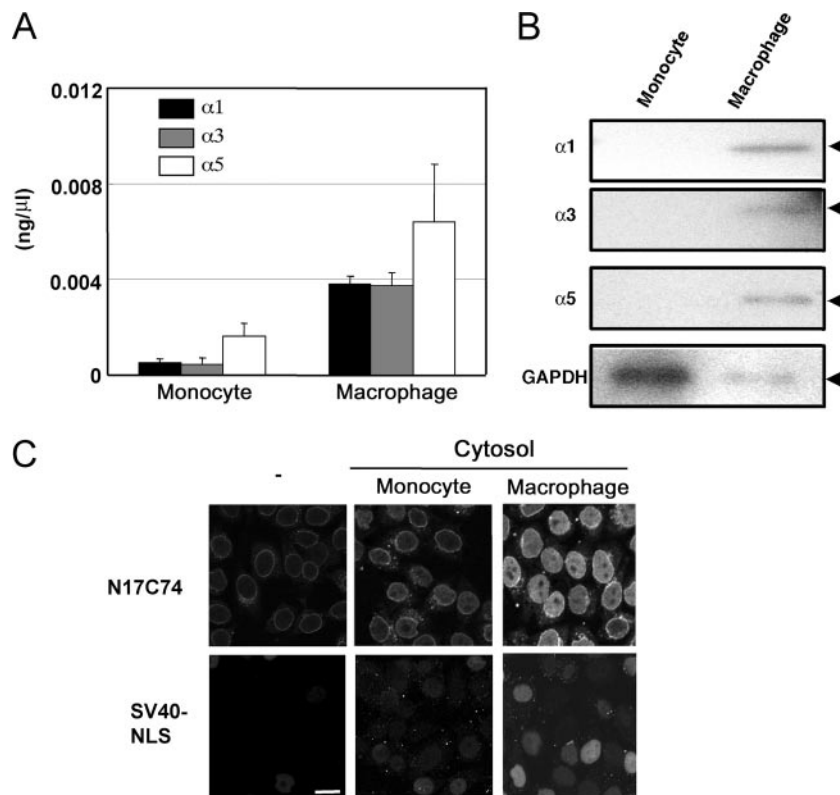 A
0.012
0.008
0.004
0
(ng/μl)
α1
α3
α5
Monocyte Macrophage
B
Monocyte Macrophage
α1
α3
α5
GAPDH
C
Cytosol
- Monocyte Macrophage
N17C74
SV40-
NLS